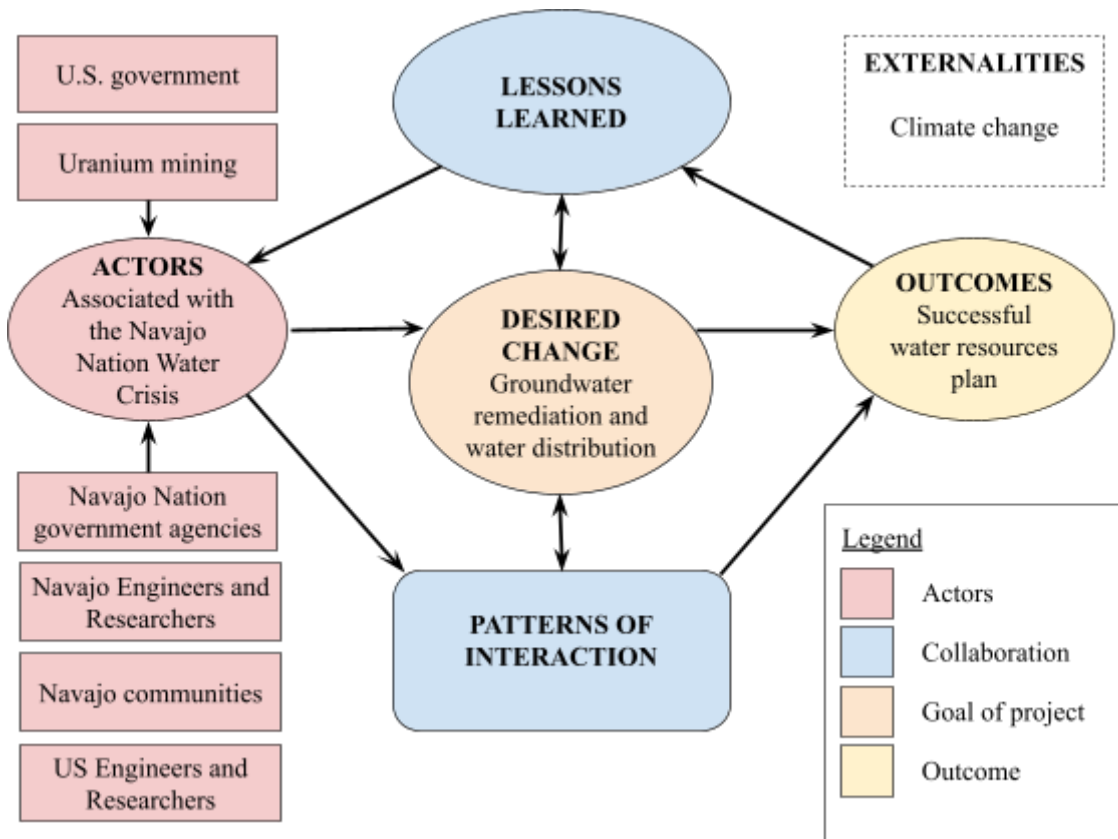 U.S. government
Uranium mining
ACTORS
Associated with
the Navajo
Nation Water
Crisis
Navajo Nation
government agencies
Navajo Engineers and
Researchers
Navajo communities
US Engineers and
Researchers
LESSONS
LEARNED
DESIRED
CHANGE
Groundwater
remediation and
water distribution
PATTERNS OF
INTERACTION
EXTERNALITIES
Climate change
OUTCOMES
Successful
water resources
plan
Legend
Actors
Collaboration
Goal of project
Outcome